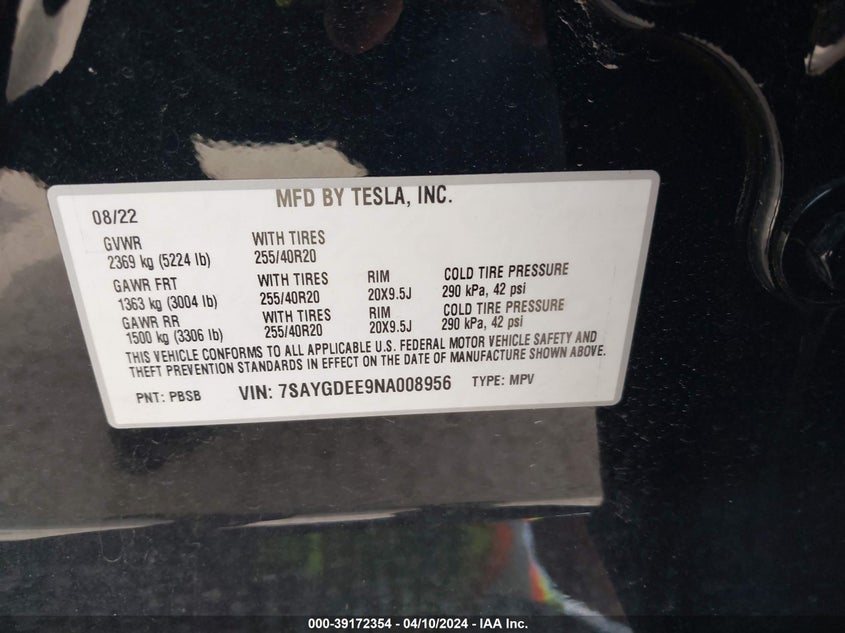 MFD BY TESLA, INC.
08/22
GVWR WITH TIRES
2369 kg (5224 lb) 255/40R20
GAWR FRT WITH TIRES RIM COLD TIRE PRESSURE
1363 kg (3004 lb) 255/40R20 20X9.5J 290 kPa, 42 psi
GAWR RR WITH TIRES RIM COLD TIRE PRESSURE
1500 kg (3306 lb) 255/40R20 20X9.5J 290 kPa, 42 psi
THIS VEHICLE CONFORMS TO ALL APPLICABLE U.S. FEDERAL MOTOR VEHICLE SAFETY AND
THEFT PREVENTION STANDARDS IN EFFECT ON THE DATE OF MANUFACTURE SHOWN ABOVE.
PNT: PBSB VIN: 7SAYGDEE9NA008956 TYPE: MPV
000-39172354 - 04/10/2024 - IAA Inc.